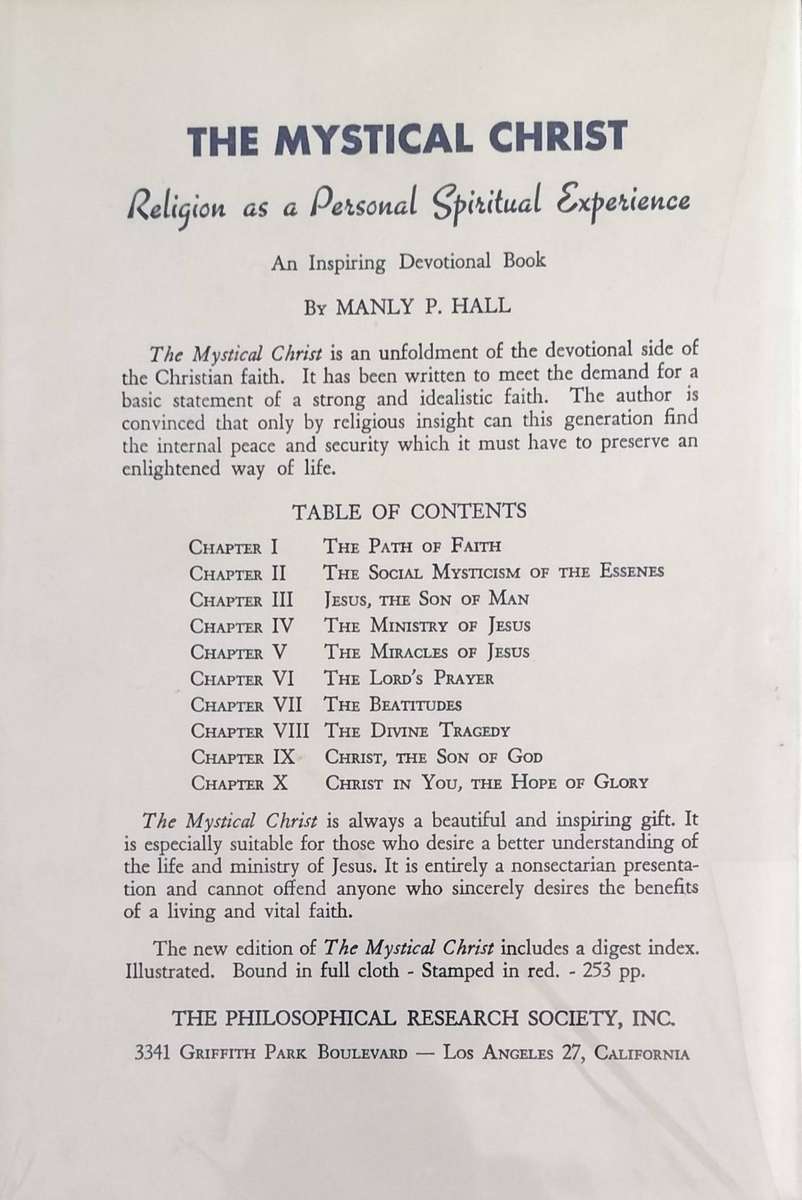 THE MYSTICAL CHRIST
Religion as a Personal Spiritual Experience
An Inspiring Devotional Book
By MANLY P. HALL
The Mystical Christ is an unfoldment of the devotional side of
the Christian faith. It has been written to meet the demand for a
basic statement of a strong and idealistic faith. The author is
convinced that only by religious insight can this generation find
the internal peace and security which it must have to preserve an
enlightened way of life.
TABLE OF CONTENTS
Chapter I The Path of Faith
Chapter II The Social Mysticism of the Essenes
Chapter III Jesus, the Son of Man
Chapter IV The Ministry of Jesus
Chapter V The Miracles of Jesus
Chapter VI The Lord's Prayer
Chapter VII The Beatitudes
Chapter VIII The Divine Tragedy
Chapter IX Christ, the Son of God
Chapter X Christ in You, the Hope of Glory
The Mystical Christ is always a beautiful and inspiring gift. It
is especially suitable for those who desire a better understanding of
the life and ministry of Jesus. It is entirely a nonsectarian presenta-
tion and cannot offend anyone who sincerely desires the benefits
of a living and vital faith.
The new edition of The Mystical Christ includes a digest index.
Illustrated. Bound in full cloth - Stamped in red. - 253 pp.
THE PHILOSOPHICAL RESEARCH SOCIETY, INC.
3341 Griffith Park Boulevard — Los Angeles 27, California